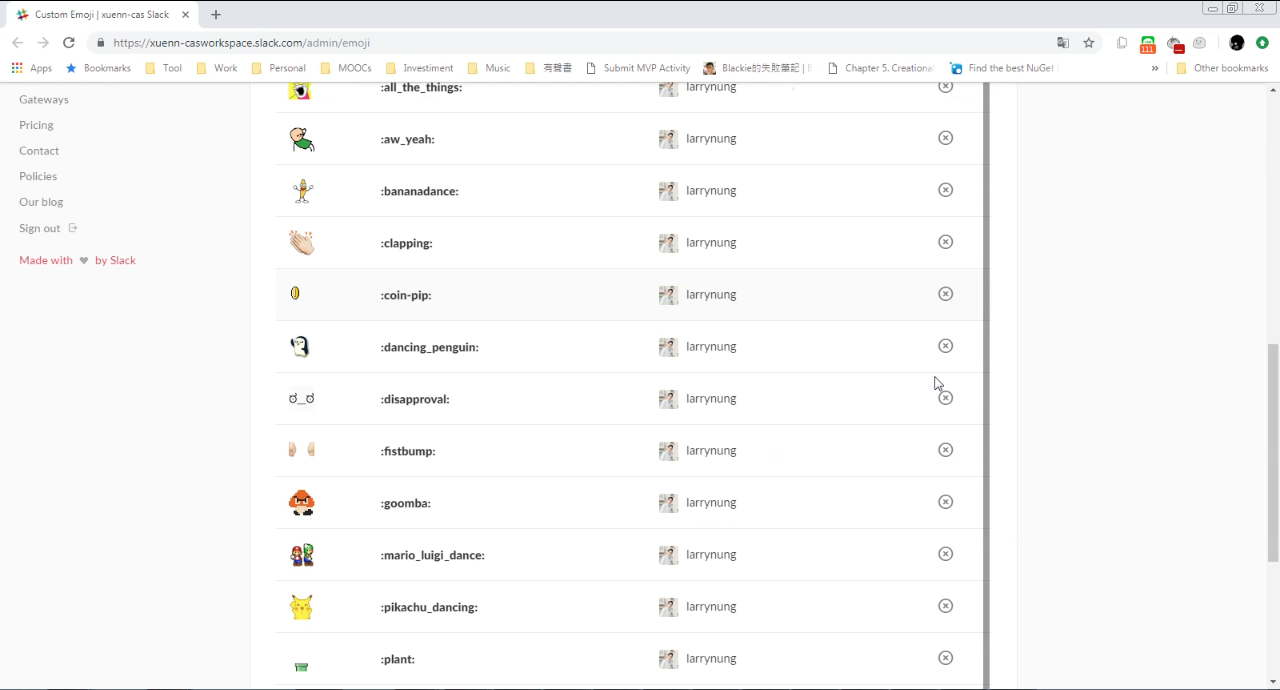 Custom Emoji | xuenn-cas Slack
https://xuenn-casworkspace.slack.com/admin/emoji
111
Apps Bookmarks Tool Work Personal MOOCs Investiment Music 有聲書 Submit MVP Activity Blackie的失敗筆記 | Chapter 5. Creationa Find the best NuGet » Other bookmarks
Gateways
Pricing
Contact
Policies
Our blog
Sign out
Made with by Slack
:all_the_things: larrynung
:aw_yeah: larrynung
:bananadance: larrynung
:clapping: larrynung
:coin-pip: larrynung
:dancing_penguin: larrynung
:disapproval: larrynung
:fistbump: larrynung
:goomba: larrynung
:mario_luigi_dance: larrynung
:pikachu_dancing: larrynung
:plant: larrynung